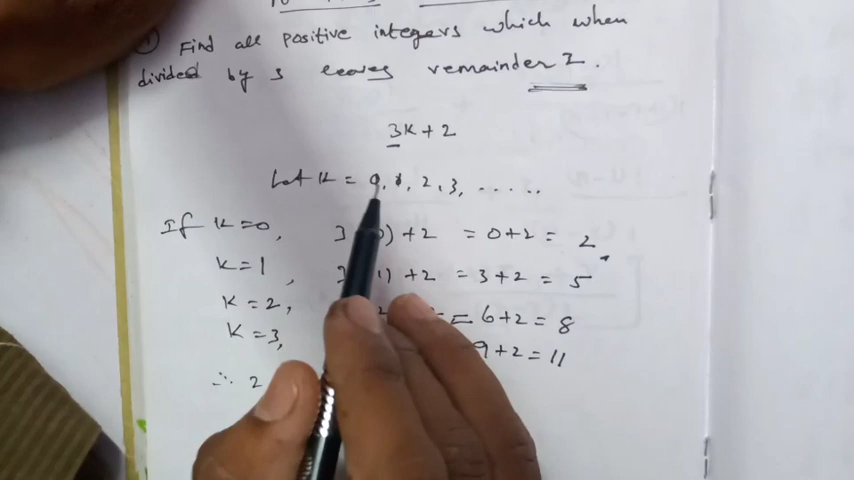 Find all positive integers which when
divided by 3 leaves remainder 2.
3K+2
Let K = 0, 1, 2, 3, .....
If K=0, 3 0) +2 = 0+2 = 2
K=1, 3 1) +2 = 3+2 = 5
K=2, = 6+2 = 8
K=3, 9+2 = 11
∴ 2